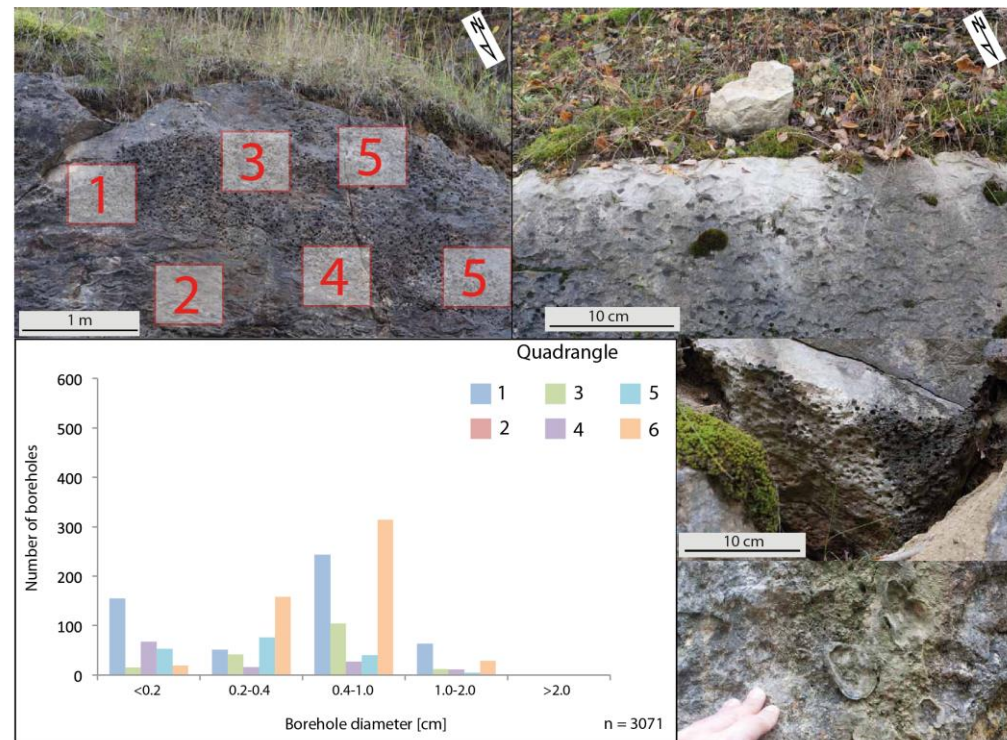 N
N
3
5
1
4
5
2
1 m
10 cm
Quadrangle
1
3
5
2
4
6
600
500
400
300
200
100
0
Number of boreholes
<0.2
0.2-0.4
0.4-1.0
1.0-2.0
>2.0
Borehole diameter [cm]
n = 3071
10 cm